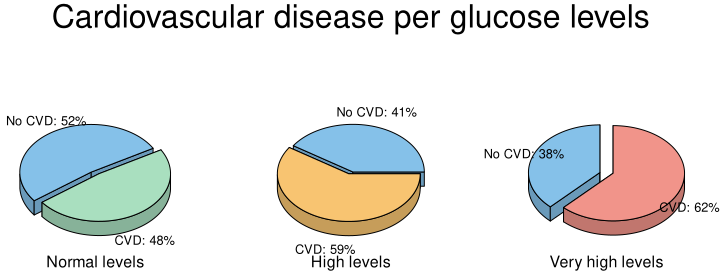 Cardiovascular disease per glucose levels
No CVD: 52%
CVD: 48%
Normal levels
No CVD: 41%
CVD: 59%
High levels
No CVD: 38%
CVD: 62%
Very high levels